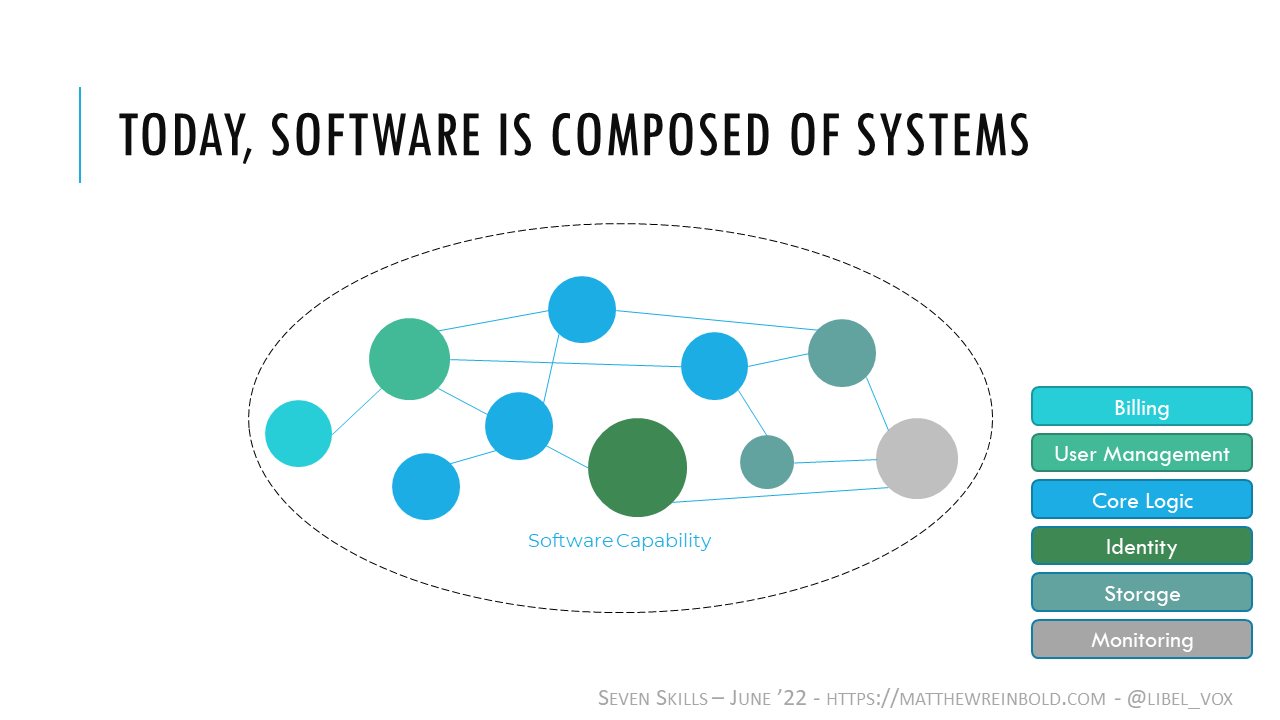 TODAY, SOFTWARE IS COMPOSED OF SYSTEMS
Software Capability
Billing
User Management
Core Logic
Identity
Storage
Monitoring
SEVEN SKILLS – JUNE ’22 - HTTPS://MATTHEWREINBOLD.COM - @LIBEL_VOX